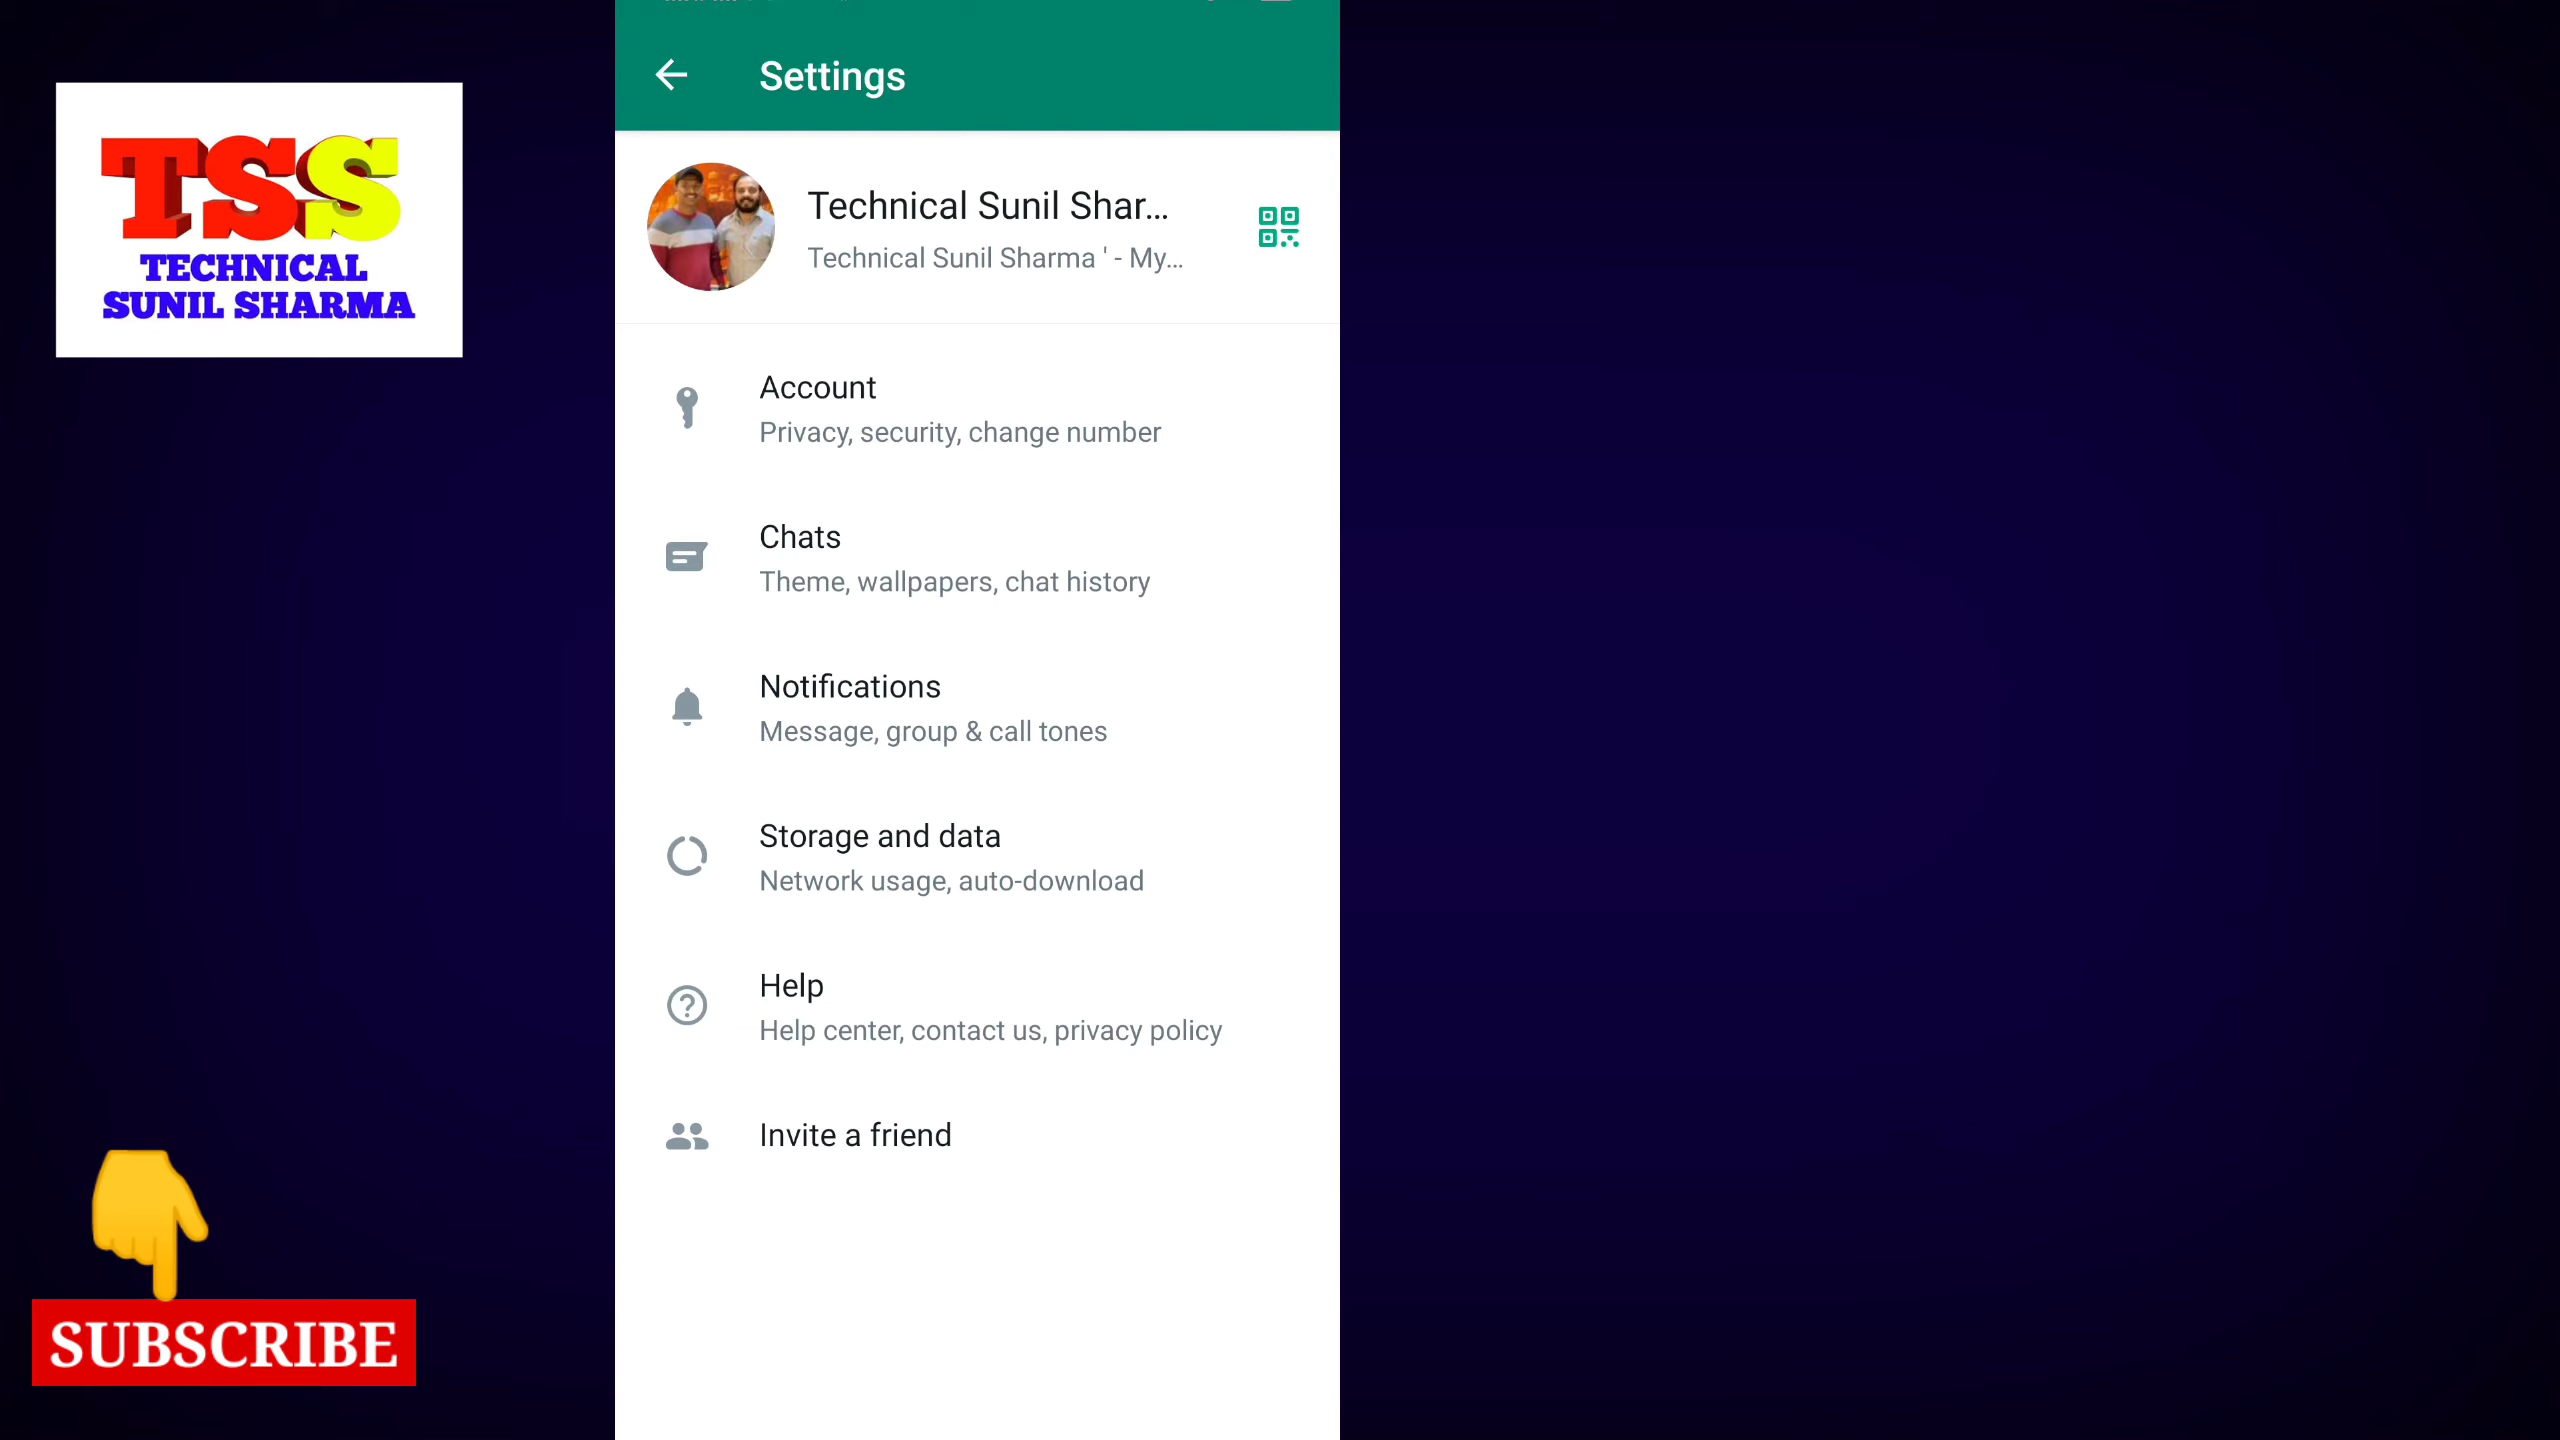 Settings
TSS
TECHNICAL
SUNIL SHARMA
Technical Sunil Shar...
Technical Sunil Sharma ' - My...
Account
Privacy, security, change number
Chats
Theme, wallpapers, chat history
Notifications
Message, group & call tones
Storage and data
Network usage, auto-download
Help
Help center, contact us, privacy policy
Invite a friend
SUBSCRIBE